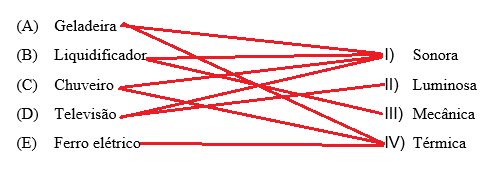 (A) Geladeira
(B) Liquidificador
(C) Chuveiro
(D) Televisão
(E) Ferro elétrico
I) Sonora
II) Luminosa
III) Mecânica
IV) Térmica